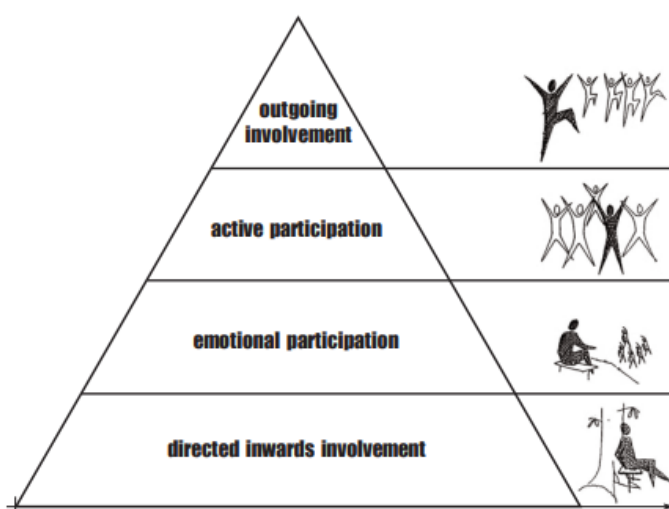 outgoing
involvement
active participation
emotional participation
directed inwards involvement